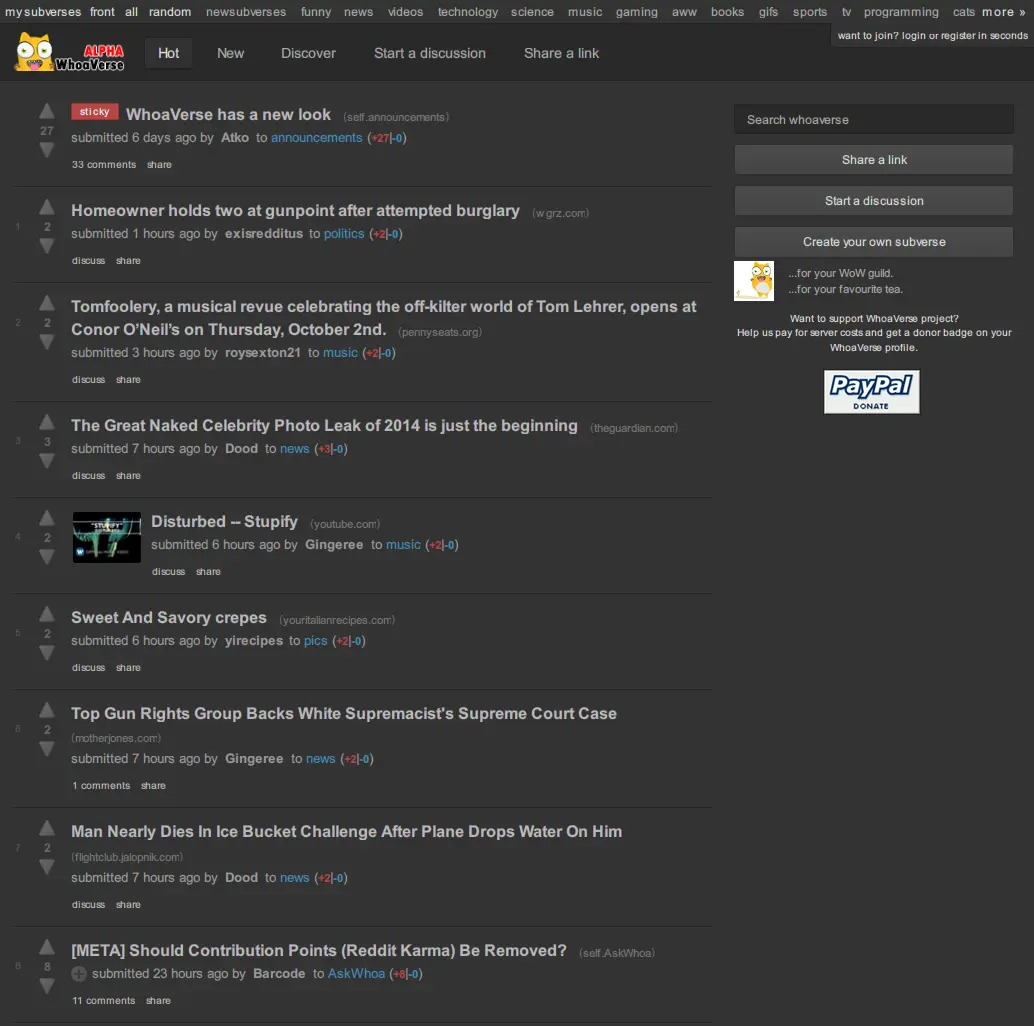 my subverses front all random newsubverses funny news videos technology science music gaming aww books gifs sports tv programming cats more »
want to join? login or register in seconds
ALPHA
WhoaVerse
Hot New Discover Start a discussion Share a link
27
sticky WhoaVerse has a new look (self.announcements)
submitted 6 days ago by Atko to announcements (+27|-0)
33 comments share
Search whoaverse
Share a link
Start a discussion
Create your own subverse
...for your WoW guild.
...for your favourite tea.
Want to support WhoaVerse project?
Help us pay for server costs and get a donor badge on your
WhoaVerse profile.
PayPal
DONATE
1
2
Homeowner holds two at gunpoint after attempted burglary (wgrz.com)
submitted 1 hours ago by exisredditus to politics (+2|-0)
discuss share
2
2
Tomfoolery, a musical revue celebrating the off-kilter world of Tom Lehrer, opens at
Conor O'Neil’s on Thursday, October 2nd. (pennyseats.org)
submitted 3 hours ago by roysexton21 to music (+2|-0)
discuss share
3
3
The Great Naked Celebrity Photo Leak of 2014 is just the beginning (theguardian.com)
submitted 7 hours ago by Dood to news (+3|-0)
discuss share
4
2
"STUPIFY"
Disturbed -- Stupify (youtube.com)
submitted 6 hours ago by Gingeree to music (+2|-0)
discuss share
5
2
Sweet And Savory crepes (youritalianrecipes.com)
submitted 6 hours ago by yirecipes to pics (+2|-0)
discuss share
6
2
Top Gun Rights Group Backs White Supremacist's Supreme Court Case
(motherjones.com)
submitted 7 hours ago by Gingeree to news (+2|-0)
1 comments share
7
2
Man Nearly Dies In Ice Bucket Challenge After Plane Drops Water On Him
(flightclub.jalopnik.com)
submitted 7 hours ago by Dood to news (+2|-0)
discuss share
8
8
[META] Should Contribution Points (Reddit Karma) Be Removed? (self.AskWhoa)
submitted 23 hours ago by Barcode to AskWhoa (+8|-0)
11 comments share